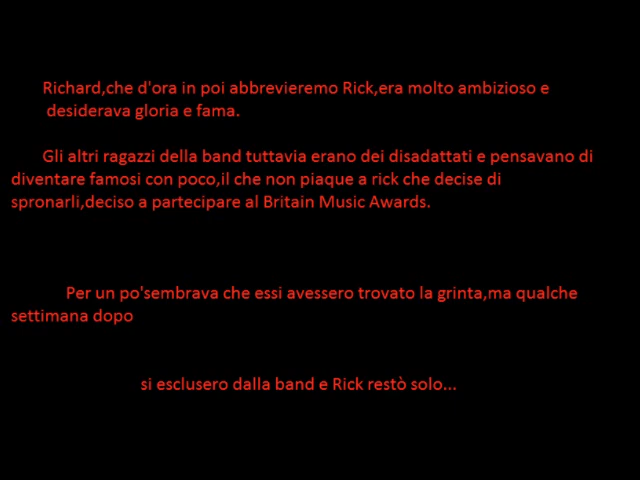 Richard,che d'ora in poi abbrevieremo Rick,era molto ambizioso e
desiderava gloria e fama.
Gli altri ragazzi della band tuttavia erano dei disadattati e pensavano di
diventare famosi con poco,il che non piaque a rick che decise di
spronarli,deciso a partecipare al Britain Music Awards.
Per un po'sembrava che essi avessero trovato la grinta,ma qualche
settimana dopo
si esclusero dalla band e Rick restò solo...